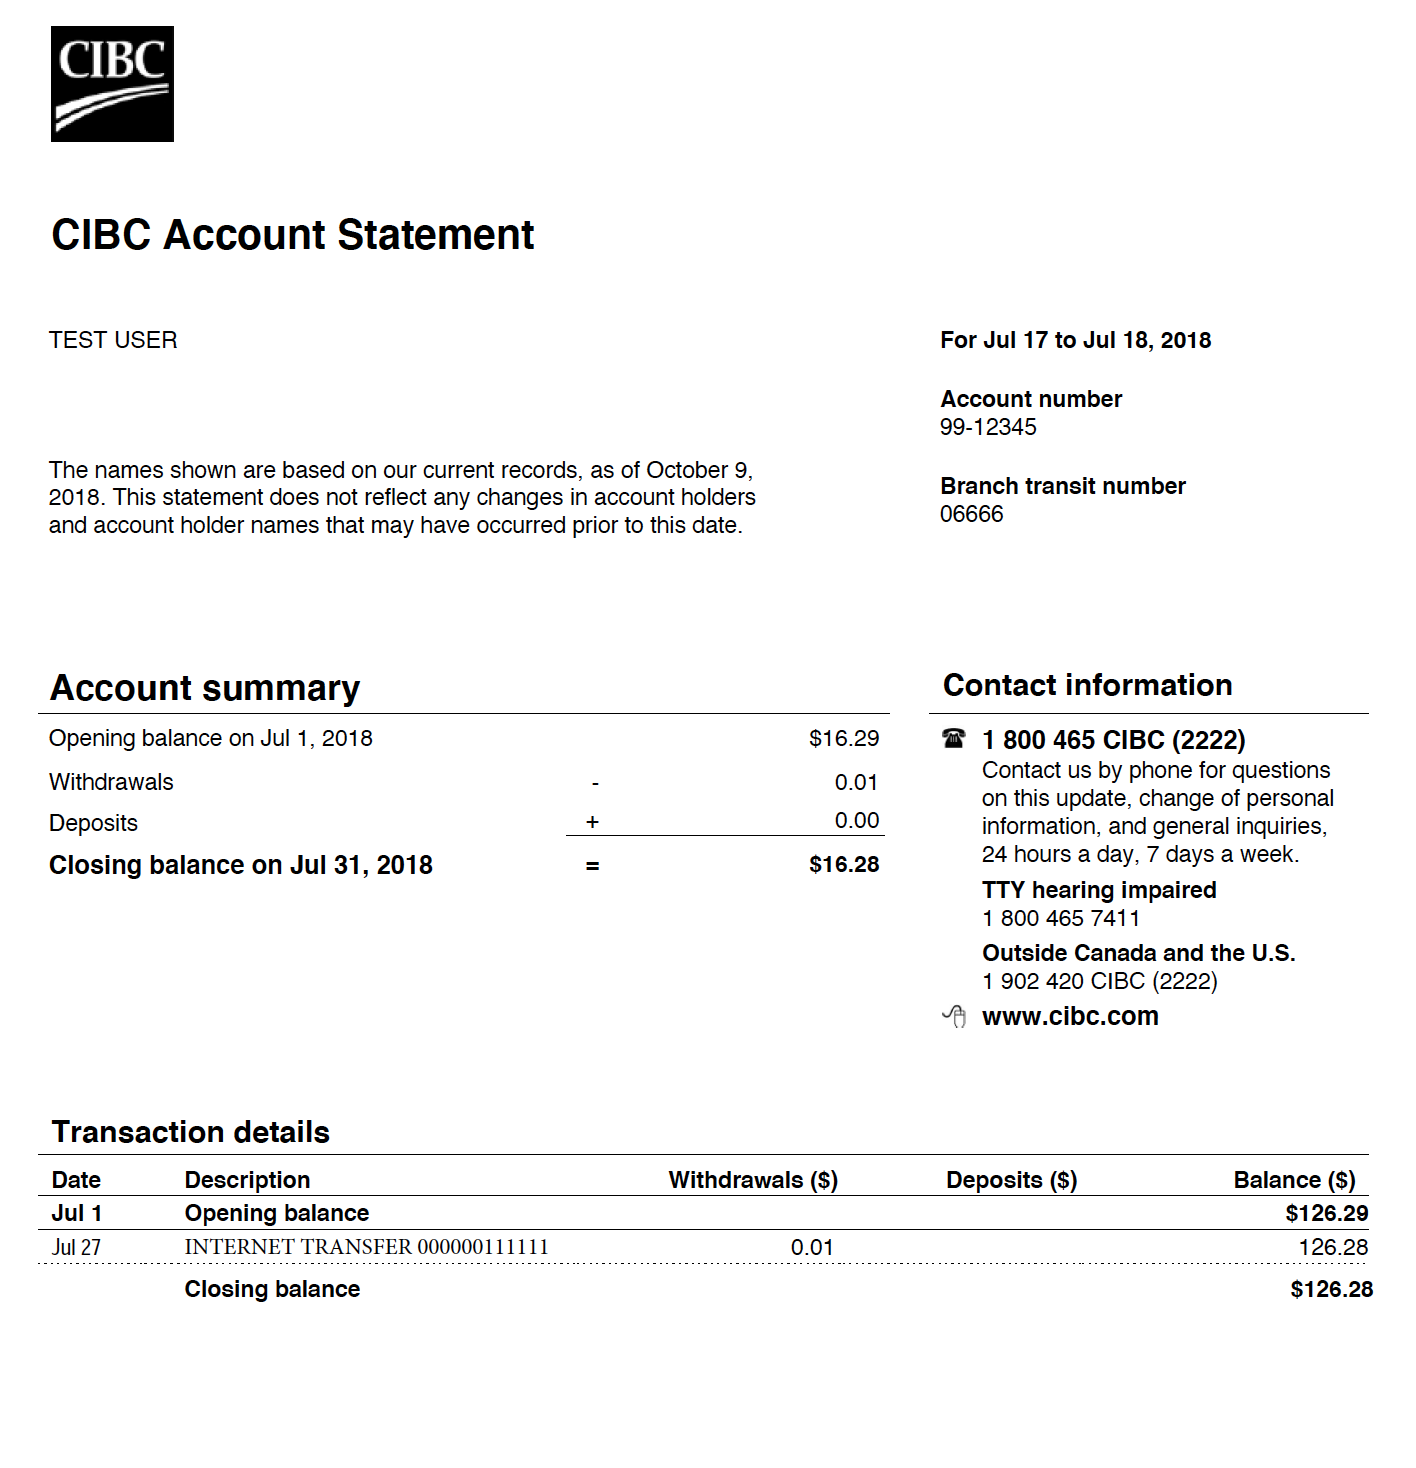 CIBC
CIBC Account Statement
TEST USER
For Jul 17 to Jul 18, 2018
Account number
99-12345
The names shown are based on our current records, as of October 9,
2018. This statement does not reflect any changes in account holders
and account holder names that may have occurred prior to this date.
Branch transit number
06666
Account summary
Opening balance on Jul 1, 2018 $16.29
Withdrawals - 0.01
Deposits + 0.00
Closing balance on Jul 31, 2018 = $16.28
Contact information
1 800 465 CIBC (2222)
Contact us by phone for questions
on this update, change of personal
information, and general inquiries,
24 hours a day, 7 days a week.
TTY hearing impaired
1 800 465 7411
Outside Canada and the U.S.
1 902 420 CIBC (2222)
www.cibc.com
Transaction details
Date Description Withdrawals ($) Deposits ($) Balance ($)
Jul 1 Opening balance $126.29
Jul 27 INTERNET TRANSFER 000000111111 0.01 126.28
Closing balance $126.28